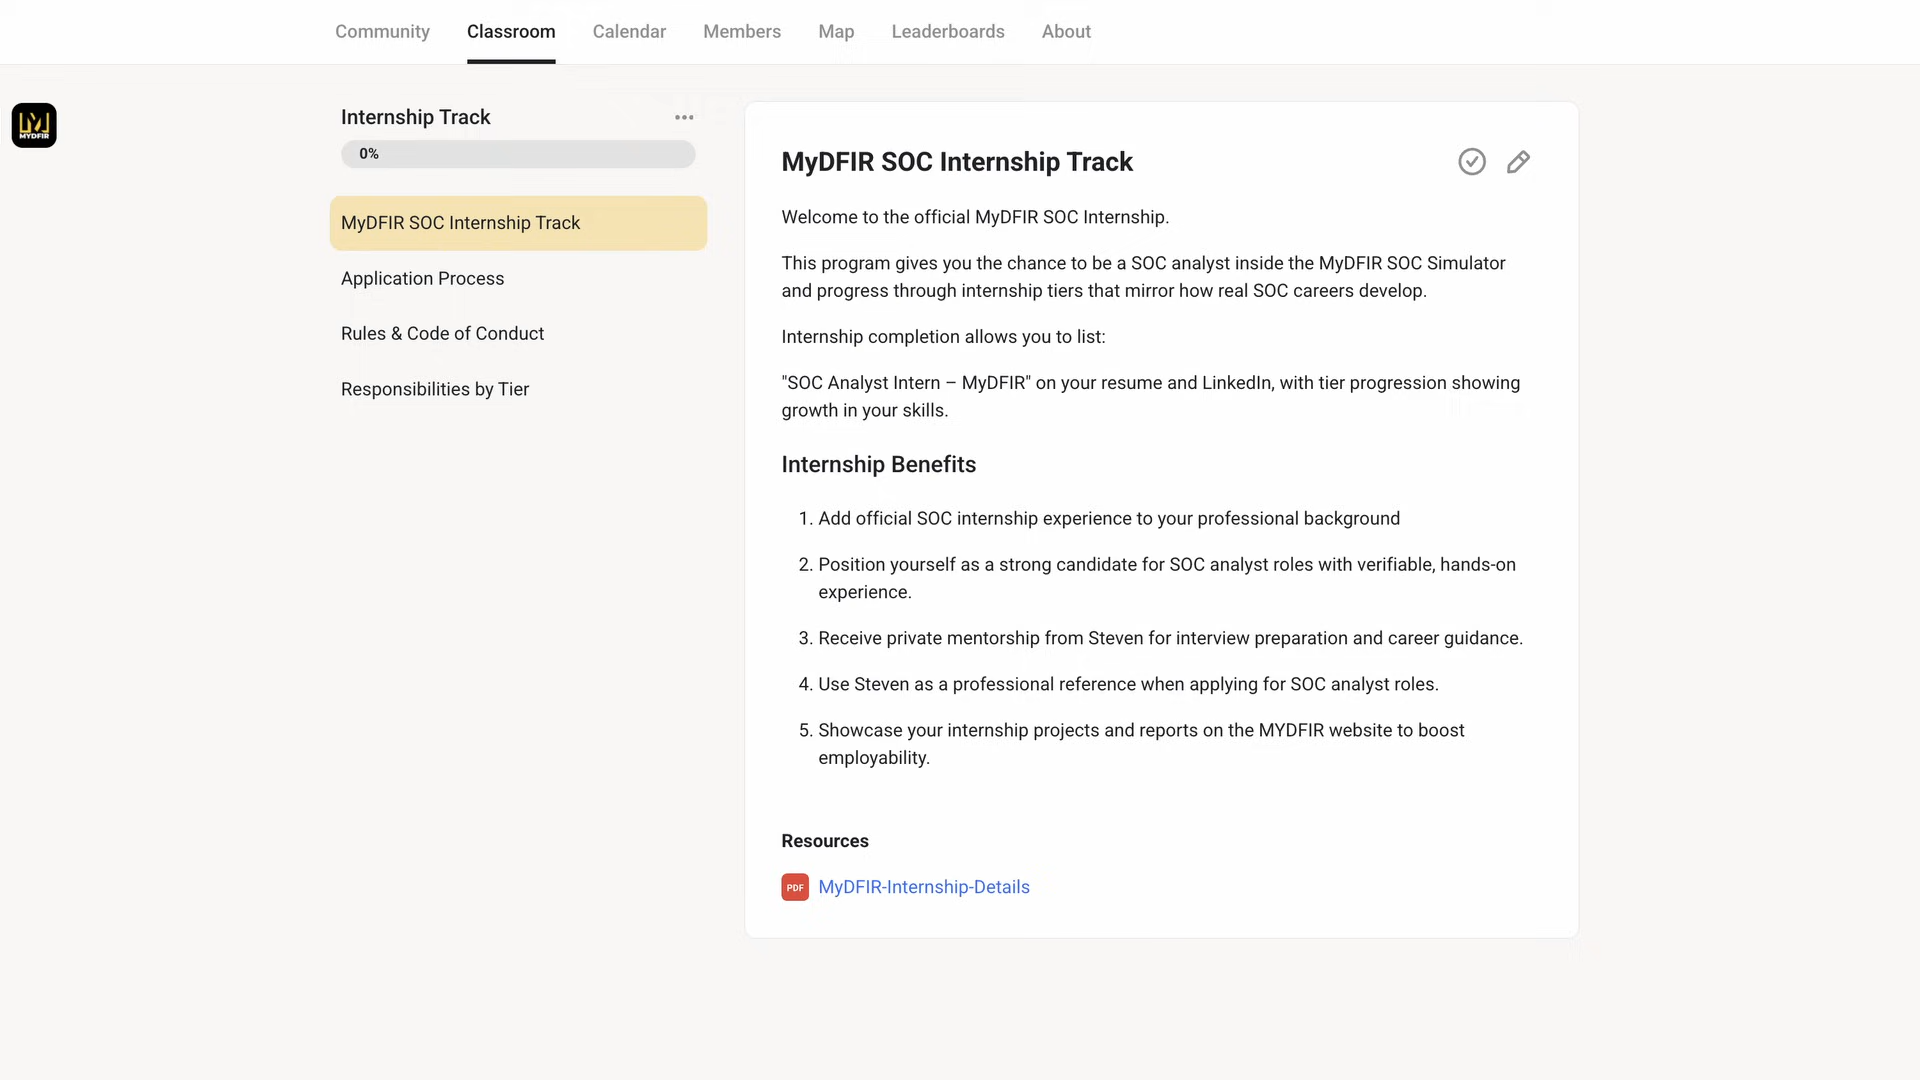 Community Classroom Calendar Members Map Leaderboards About
MYDFIR
Internship Track
0%
MyDFIR SOC Internship Track
Application Process
Rules & Code of Conduct
Responsibilities by Tier
MyDFIR SOC Internship Track
Welcome to the official MyDFIR SOC Internship.
This program gives you the chance to be a SOC analyst inside the MyDFIR SOC Simulator
and progress through internship tiers that mirror how real SOC careers develop.
Internship completion allows you to list:
"SOC Analyst Intern – MyDFIR" on your resume and LinkedIn, with tier progression showing
growth in your skills.
Internship Benefits
1. Add official SOC internship experience to your professional background
2. Position yourself as a strong candidate for SOC analyst roles with verifiable, hands-on
experience.
3. Receive private mentorship from Steven for interview preparation and career guidance.
4. Use Steven as a professional reference when applying for SOC analyst roles.
5. Showcase your internship projects and reports on the MYDFIR website to boost
employability.
Resources
PDF MyDFIR-Internship-Details